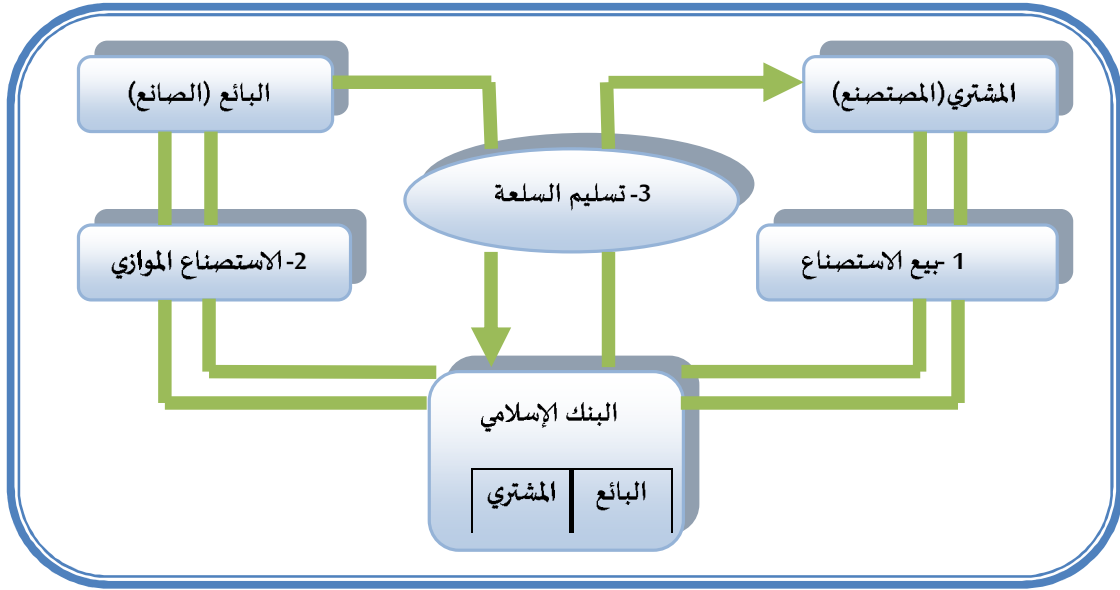 المشتري(المصتصنع)
البائع (الصانع)
3- تسليم السلعة
1 -بيع الاستصناع
2- الاستصناع الموازي
البنك الإسلامي
البائع
المشتري